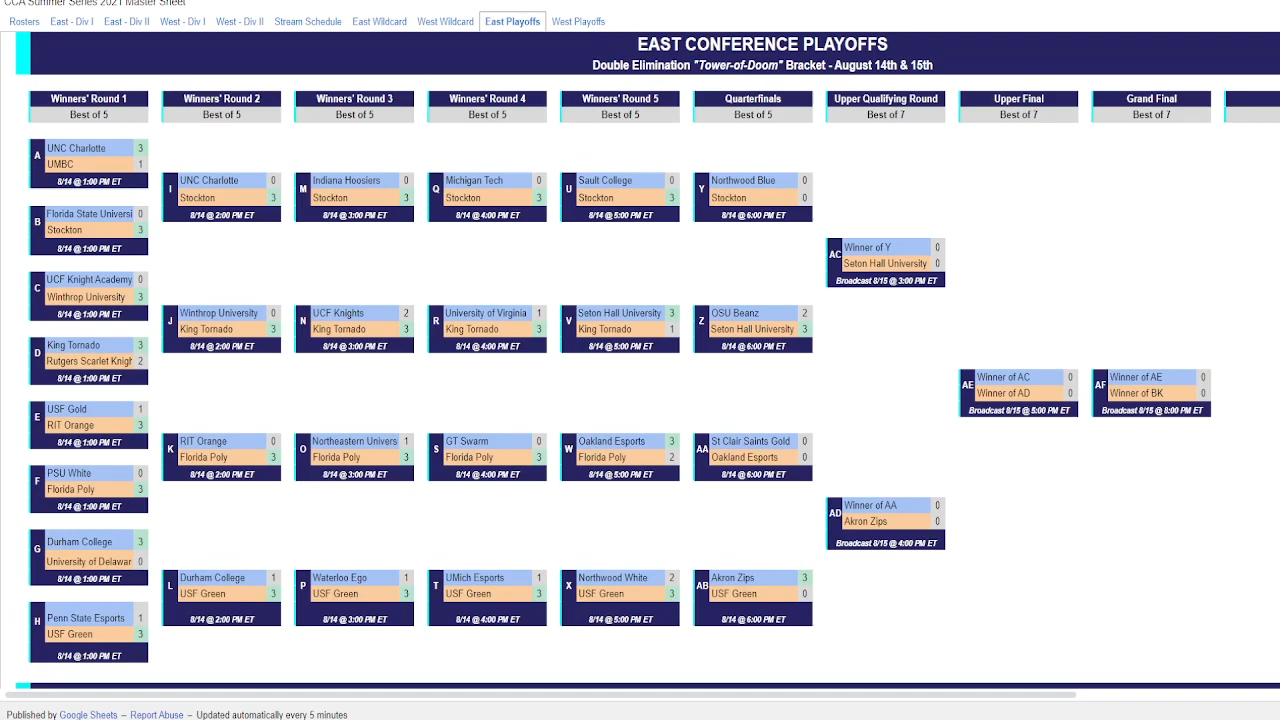 CCA Summer Series 2021 Master Sheet
Rosters East - Div I East - Div II West - Div I West - Div II Stream Schedule East Wildcard West Wildcard East Playoffs West Playoffs
EAST CONFERENCE PLAYOFFS
Double Elimination "Tower-of-Doom" Bracket - August 14th & 15th
Winners' Round 1 Winners' Round 2 Winners' Round 3 Winners' Round 4 Winners' Round 5 Quarterfinals Upper Qualifying Round Upper Final Grand Final
Best of 5 Best of 5 Best of 5 Best of 5 Best of 5 Best of 5 Best of 7 Best of 7 Best of 7
A
UNC Charlotte 3
UMBC 1
8/14 @ 1:00 PM ET
B
Florida State Universi 0
Stockton 3
8/14 @ 1:00 PM ET
C
UCF Knight Academy 0
Winthrop University 3
8/14 @ 1:00 PM ET
D
King Tornado 3
Rutgers Scarlet Knigh 2
8/14 @ 1:00 PM ET
E
USF Gold 1
RIT Orange 3
8/14 @ 1:00 PM ET
F
PSU White 0
Florida Poly 3
8/14 @ 1:00 PM ET
G
Durham College 3
University of Delawar 0
8/14 @ 1:00 PM ET
H
Penn State Esports 1
USF Green 3
8/14 @ 1:00 PM ET
I
UNC Charlotte 0
Stockton 3
8/14 @ 2:00 PM ET
J
Winthrop University 0
King Tornado 3
8/14 @ 2:00 PM ET
K
RIT Orange 0
Florida Poly 3
8/14 @ 2:00 PM ET
L
Durham College 1
USF Green 3
8/14 @ 2:00 PM ET
M
Indiana Hoosiers 0
Stockton 3
8/14 @ 3:00 PM ET
N
UCF Knights 2
King Tornado 3
8/14 @ 3:00 PM ET
O
Northeastern Univers 1
Florida Poly 3
8/14 @ 3:00 PM ET
P
Waterloo Ego 1
USF Green 3
8/14 @ 3:00 PM ET
Q
Michigan Tech 0
Stockton 3
8/14 @ 4:00 PM ET
R
University of Virginia 1
King Tornado 3
8/14 @ 4:00 PM ET
S
GT Swarm 0
Florida Poly 3
8/14 @ 4:00 PM ET
T
UMich Esports 1
USF Green 3
8/14 @ 4:00 PM ET
U
Sault College 0
Stockton 3
8/14 @ 5:00 PM ET
V
Seton Hall University 3
King Tornado 1
8/14 @ 5:00 PM ET
W
Oakland Esports 3
Florida Poly 2
8/14 @ 5:00 PM ET
X
Northwood White 2
USF Green 3
8/14 @ 5:00 PM ET
Y
Northwood Blue 0
Stockton 0
8/14 @ 6:00 PM ET
Z
OSU Beanz 2
Seton Hall University 3
8/14 @ 6:00 PM ET
AA
St Clair Saints Gold 0
Oakland Esports 0
8/14 @ 6:00 PM ET
AB
Akron Zips 3
USF Green 0
8/14 @ 6:00 PM ET
AC
Winner of Y 0
Seton Hall University 0
Broadcast 8/15 @ 3:00 PM ET
AD
Winner of AA 0
Akron Zips 0
Broadcast 8/15 @ 4:00 PM ET
AE
Winner of AC 0
Winner of AD 0
Broadcast 8/15 @ 5:00 PM ET
AF
Winner of AE 0
Winner of BK 0
Broadcast 8/15 @ 8:00 PM ET
Published by Google Sheets – Report Abuse – Updated automatically every 5 minutes